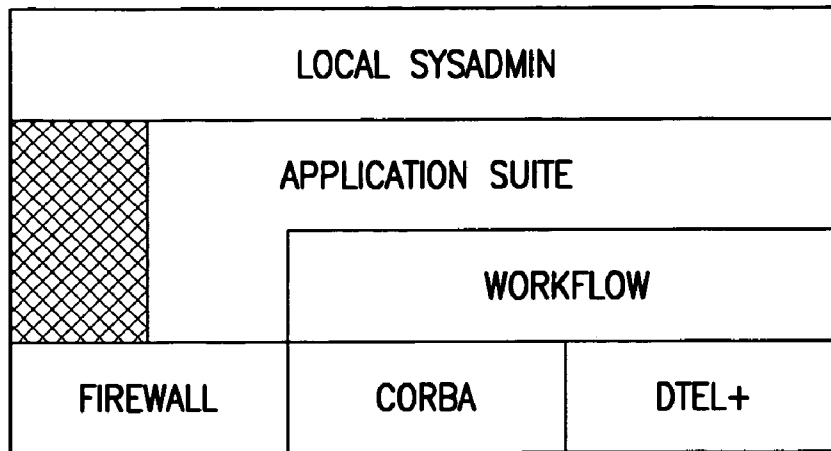 LOCAL SYSADMIN
APPLICATION SUITE
WORKFLOW
FIREWALL
CORBA
DTEL+